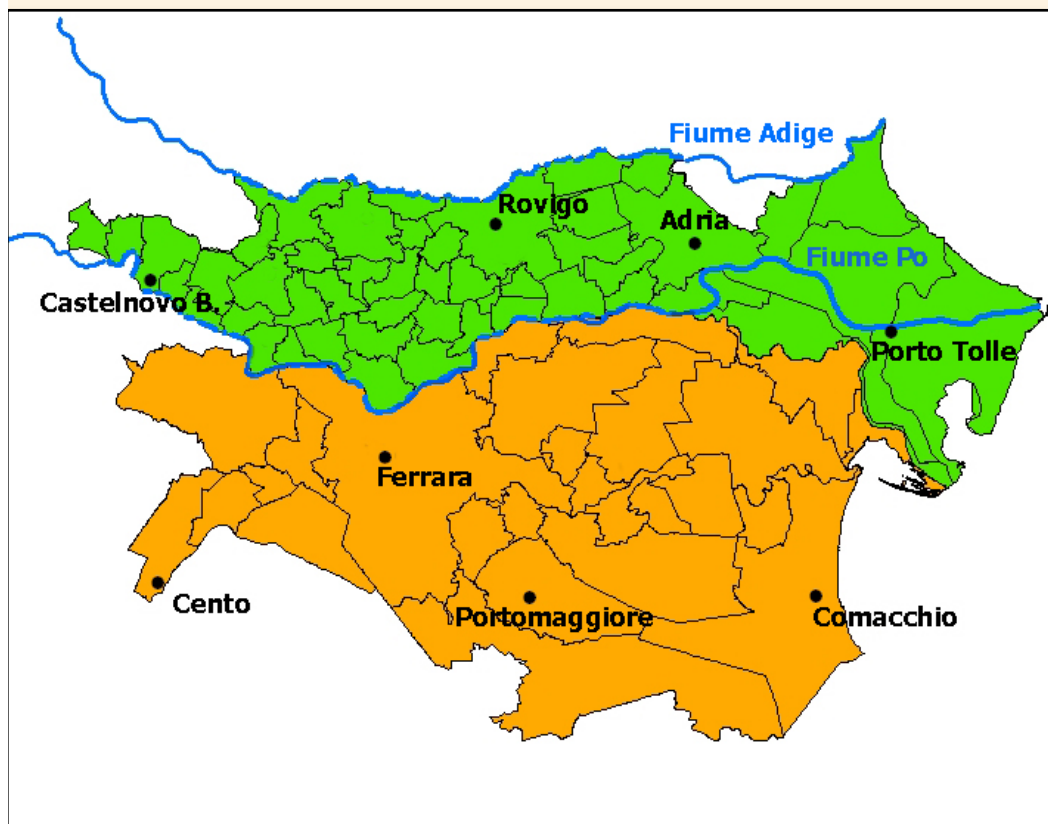 Fiume Adige
Rovigo
Adria
Fiume Po
Castelnovo B.
Porto Tolle
Ferrara
Cento
Portomaggiore
Comacchio